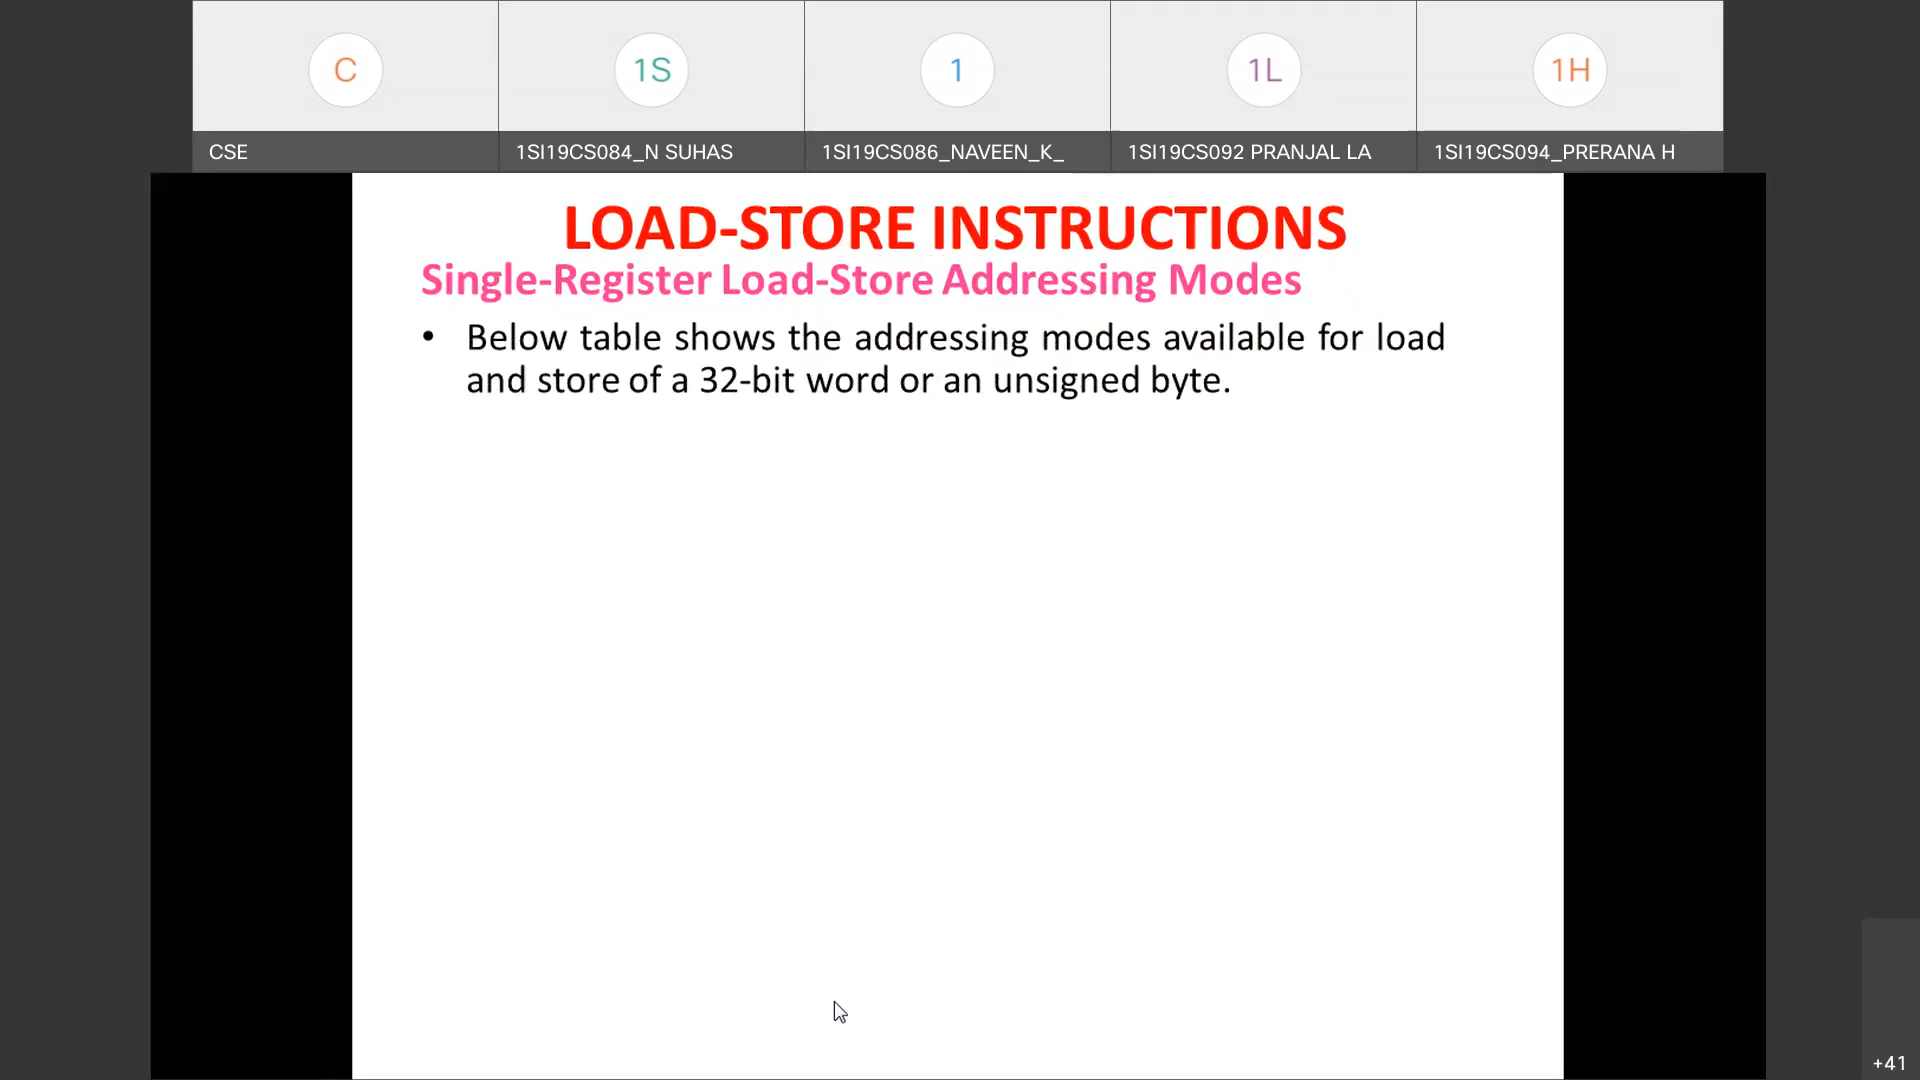 C
1S
1
1L
1H
CSE
1SI19CS084_N SUHAS
1SI19CS086_NAVEEN_K_
1SI19CS092 PRANJAL LA
1SI19CS094_PRERANA H
LOAD-STORE INSTRUCTIONS
Single-Register Load-Store Addressing Modes
• Below table shows the addressing modes available for load
and store of a 32-bit word or an unsigned byte.
+41